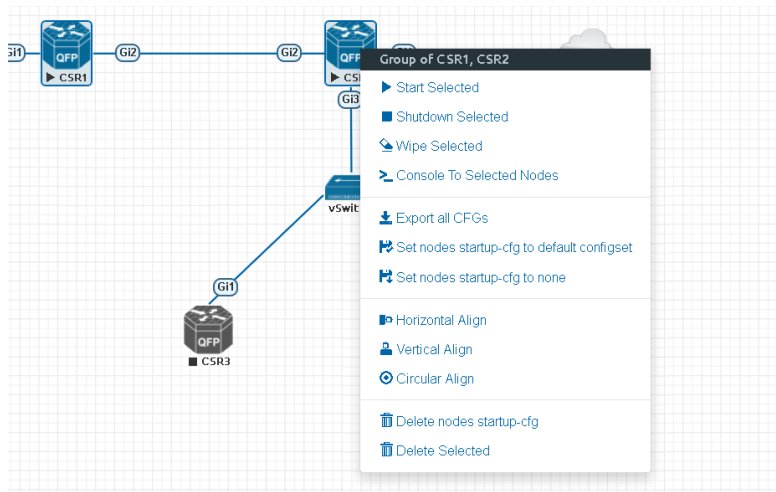 Gi1
QFP
CSR1
Gi2
Gi2
QFP
Gi3
Group of CSR1, CSR2
Start Selected
Shutdown Selected
Wipe Selected
Console To Selected Nodes
Export all CFGs
Set nodes startup-cfg to default configset
Set nodes startup-cfg to none
Horizontal Align
Vertical Align
Circular Align
Delete nodes startup-cfg
Delete Selected
vSwit
Gi1
QFP
CSR3